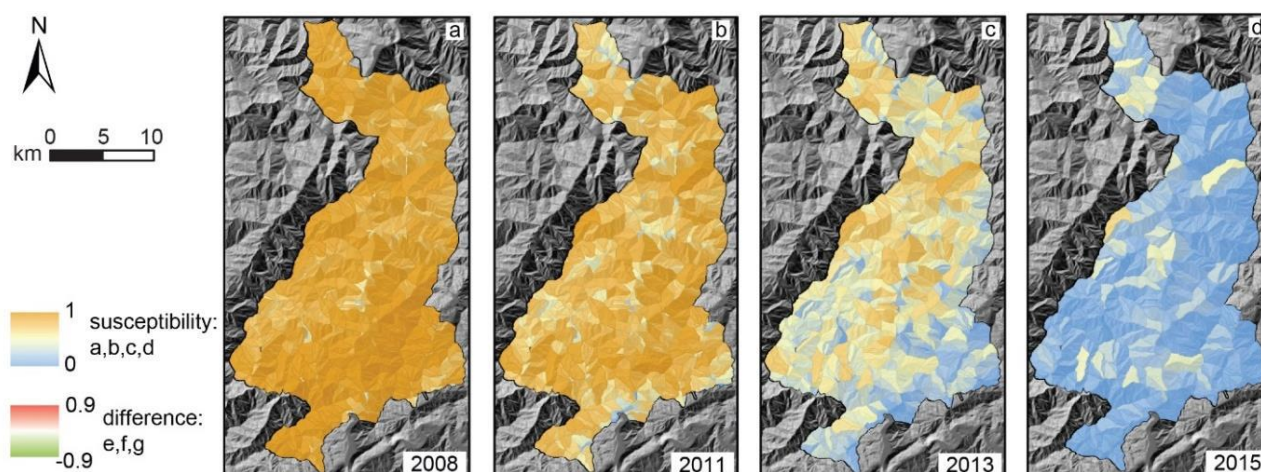 N
0 5 10
km
1
susceptibility:
a,b,c,d
0
0.9
difference:
e,f,g
-0.9
a
2008
b
2011
c
2013
d
2015